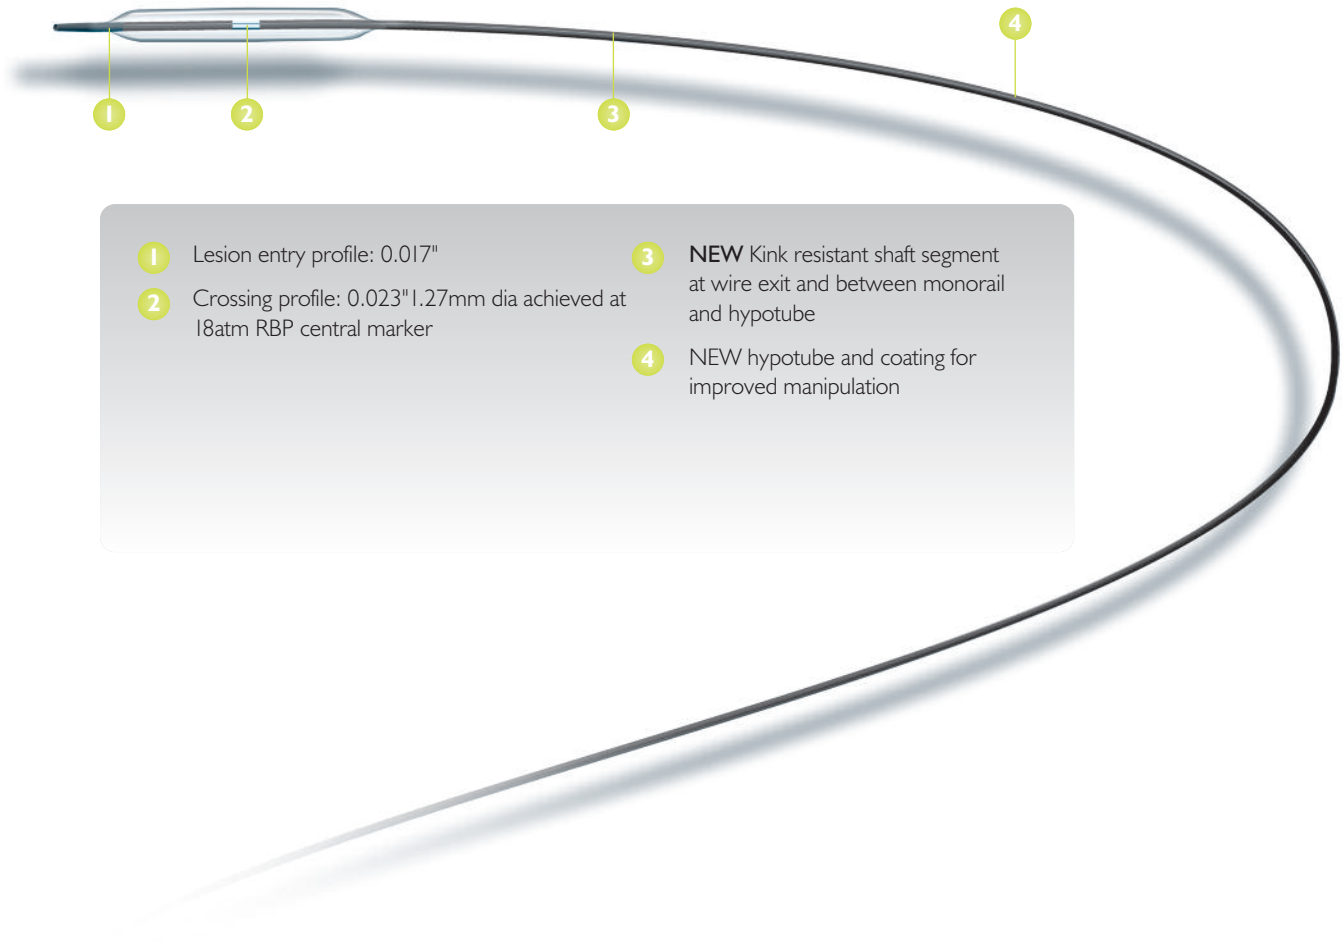 1
2
3
4
1 Lesion entry profile: 0.017"
2 Crossing profile: 0.023"1.27mm dia achieved at
18atm RBP central marker
3 NEW Kink resistant shaft segment
at wire exit and between monorail
and hypotube
4 NEW hypotube and coating for
improved manipulation